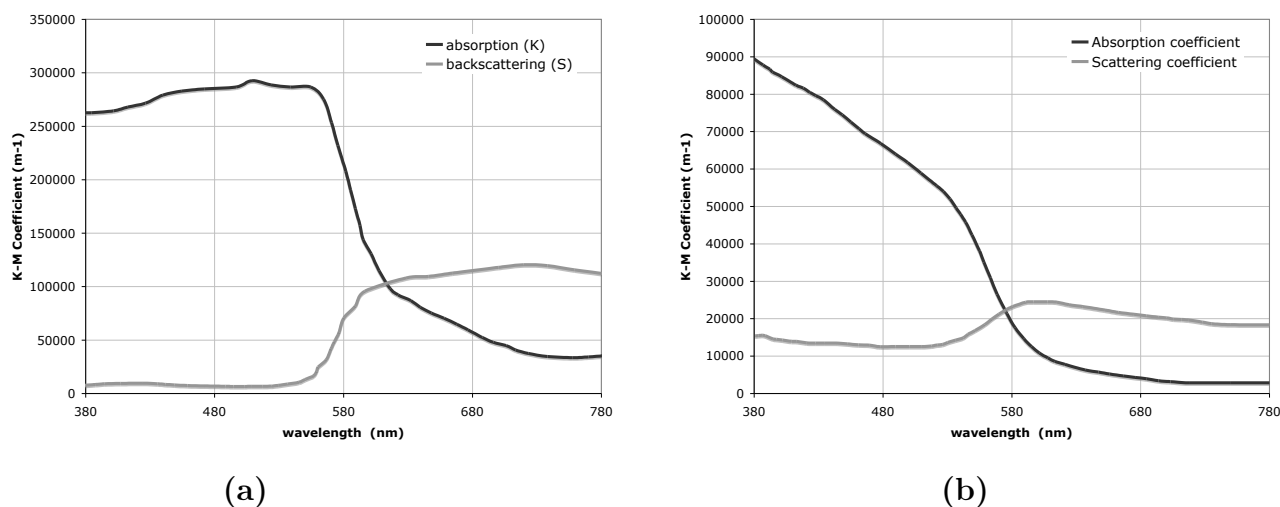 350000
300000
250000
200000
150000
100000
50000
0
K-M Coefficient (m-1)
absorption (K)
backscattering (S)
380 480 580 680 780
wavelength (nm)
(a)
100000
90000
80000
70000
60000
50000
40000
30000
20000
10000
0
K-M Coefficient (m-1)
Absorption coefficient
Scattering coefficient
380 480 580 680 780
wavelength (nm)
(b)